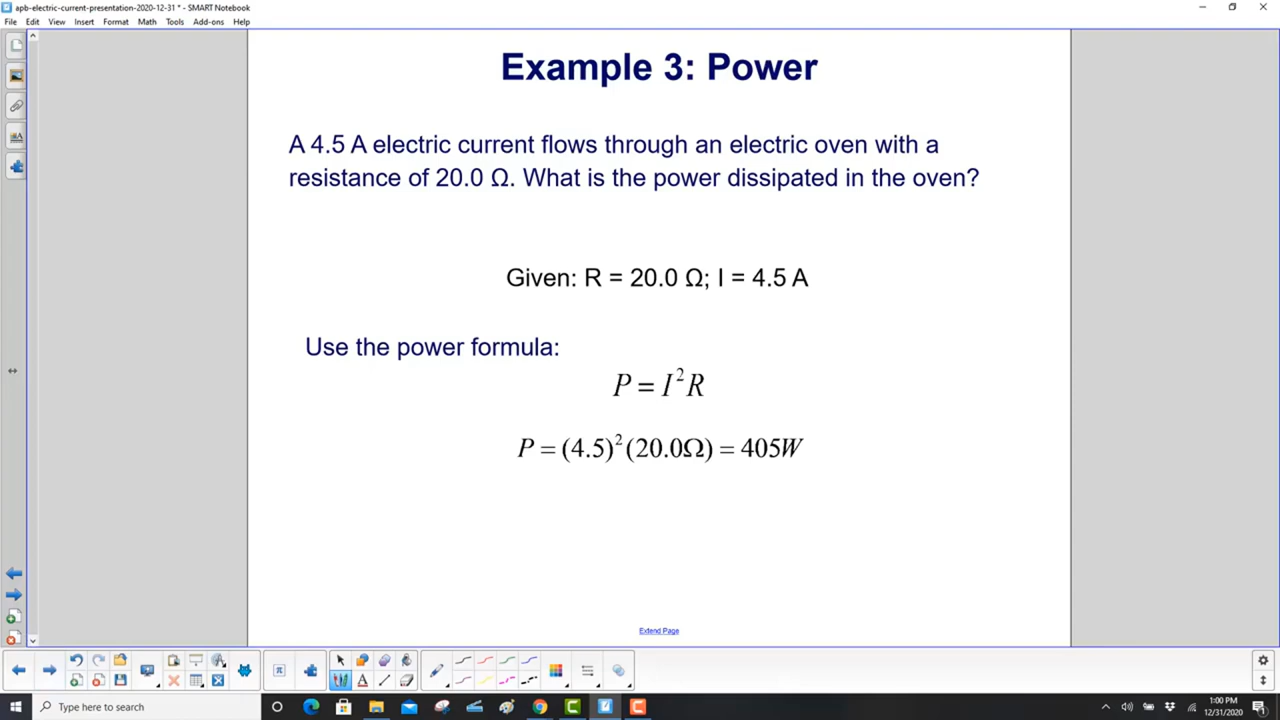 apb-electric-current-presentation-2020-12-31 * - SMART Notebook
File Edit View Insert Format Math Tools Add-ons Help
Example 3: Power
A 4.5 A electric current flows through an electric oven with a
resistance of 20.0 Ω. What is the power dissipated in the oven?
Given: R = 20.0 Ω; I = 4.5 A
Use the power formula:
P = I²R
P = (4.5)²(20.0Ω) = 405W
Extend Page
Type here to search
1:00 PM
12/31/2020